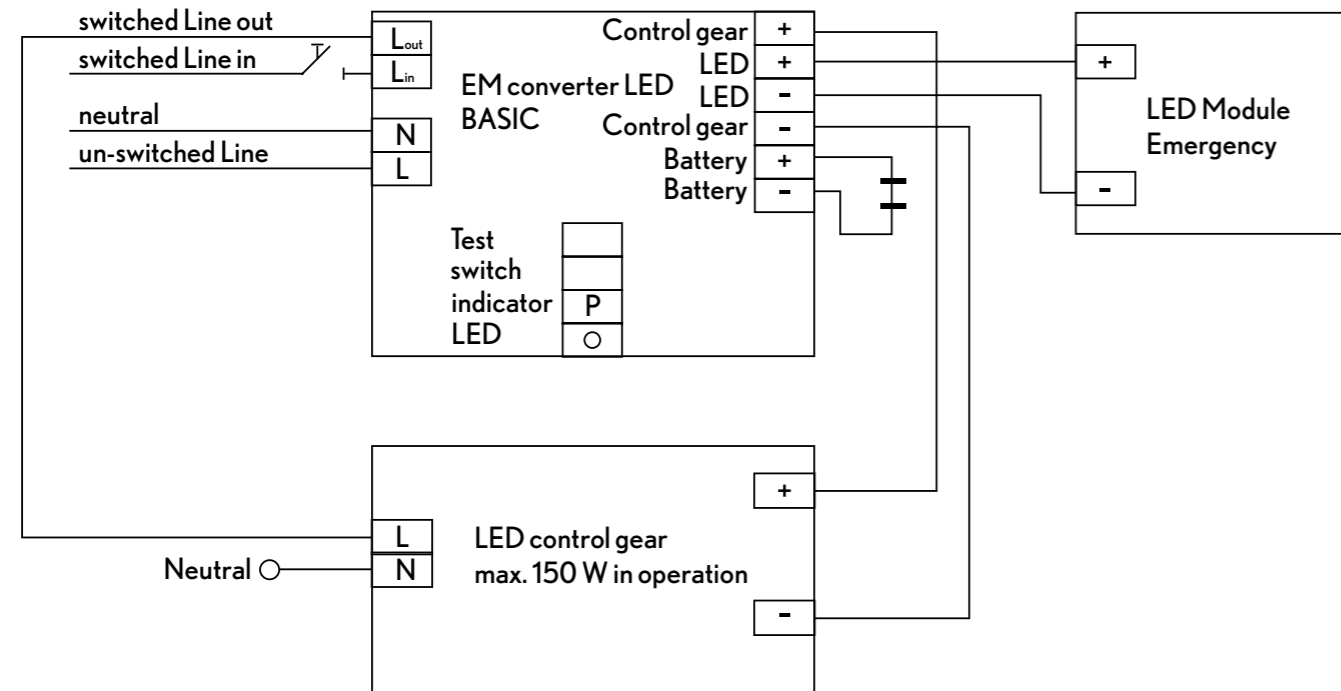 switched Line out
switched Line in
neutral
un-switched Line
Lout
Lin
N
L
EM converter LED
BASIC
Control gear +
LED +
LED -
Control gear -
Battery +
Battery -
Test
switch
indicator
LED
P
+
-
LED Module
Emergency
Neutral
L
N
LED control gear
max. 150 W in operation
+
-